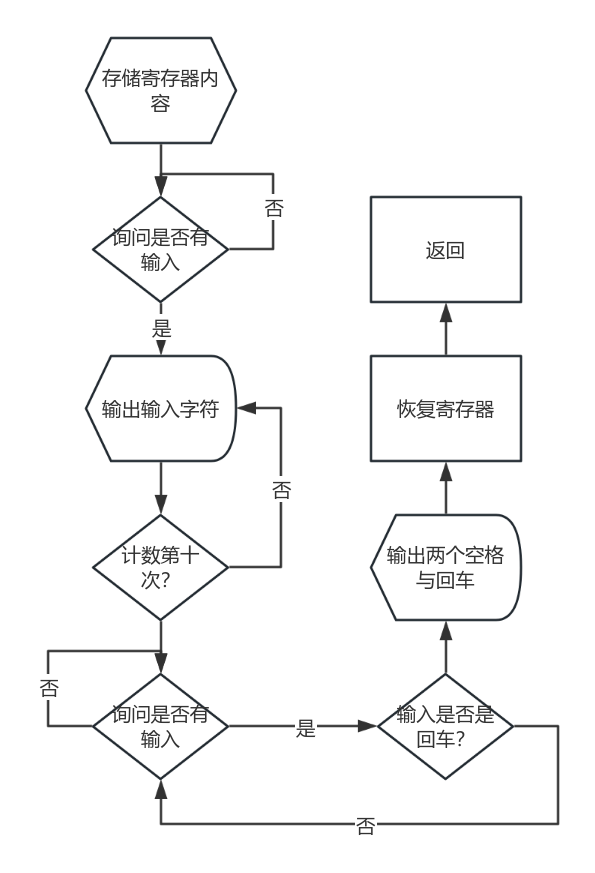 存储寄存器内
容
询问是否有
输入
否
是
输出输入字符
否
计数第十
次?
询问是否有
输入
否
是
输入是否是
回车?
否
输出两个空格
与回车
恢复寄存器
返回